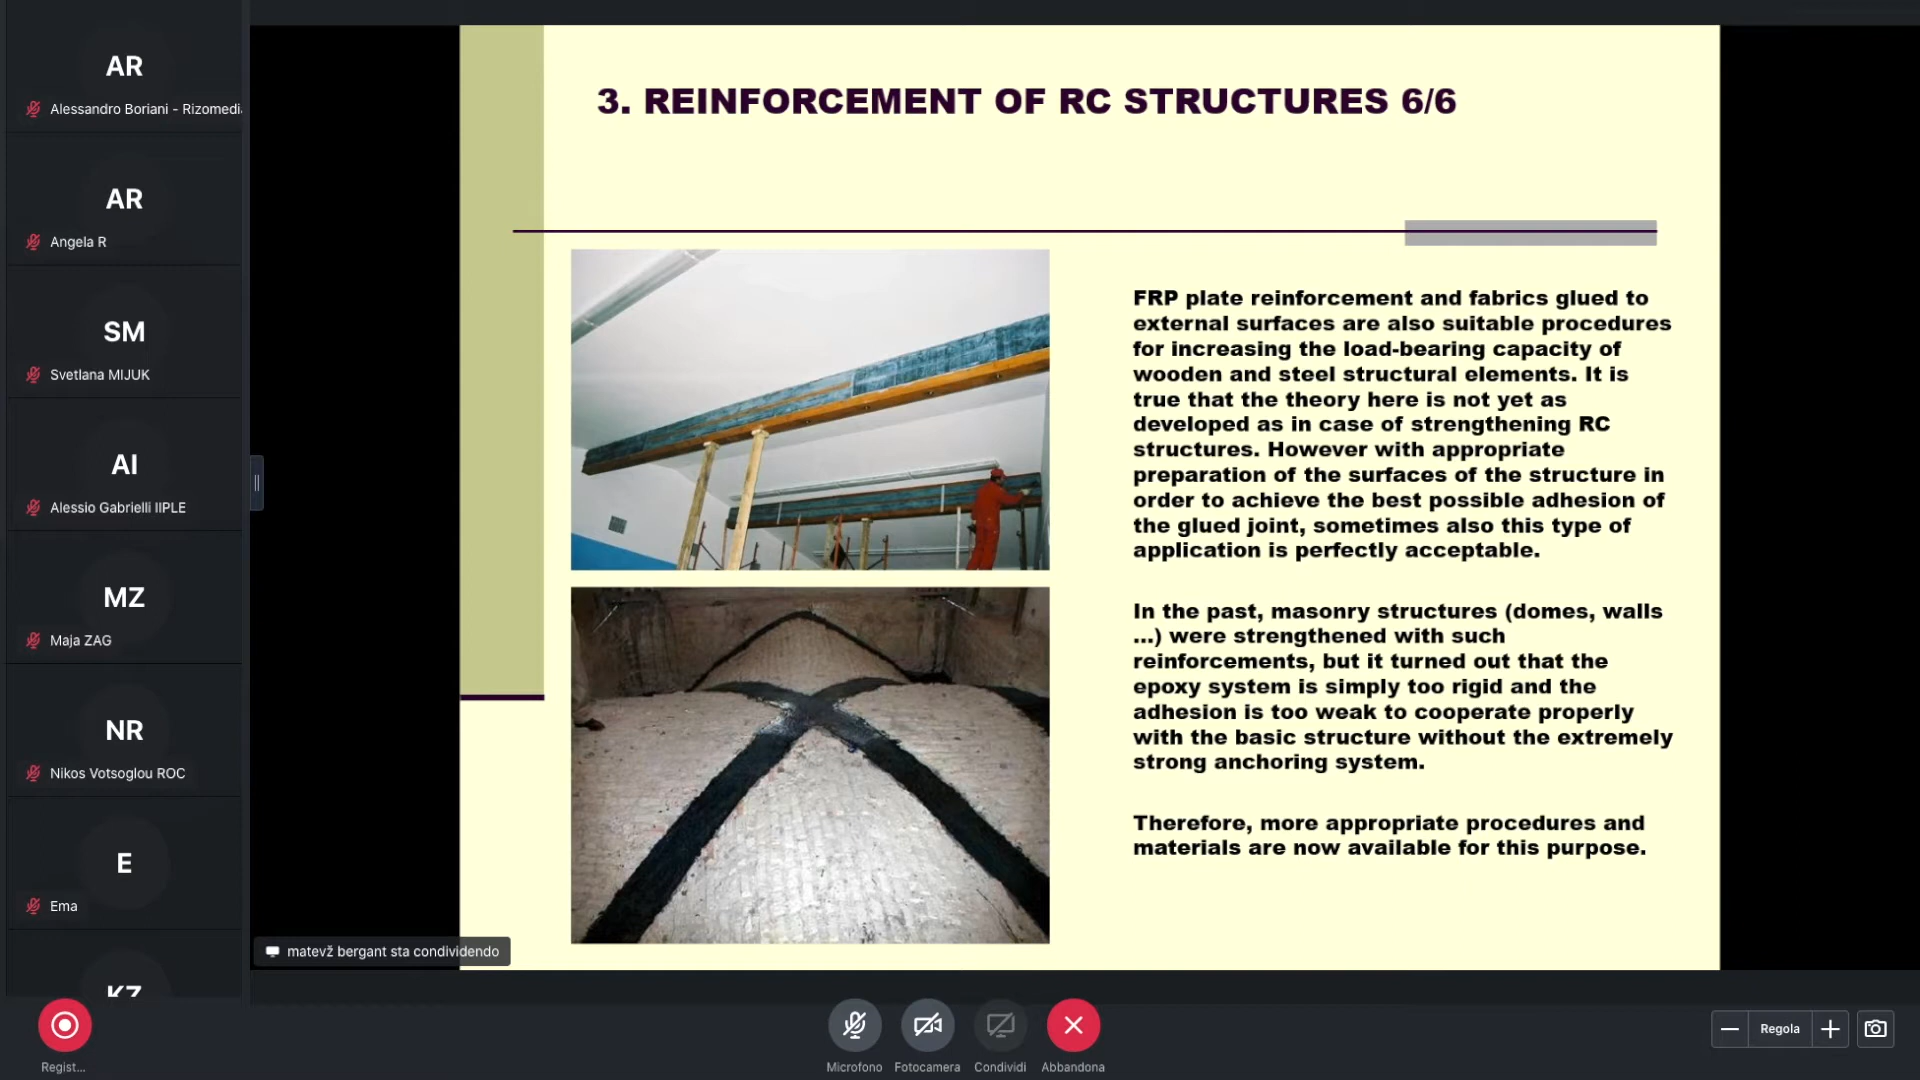 AR
Alessandro Boriani - Rizomedi
AR
Angela R
SM
Svetlana MIJUK
AI
Alessio Gabrielli IIPLE
MZ
Maja ZAG
NR
Nikos Votsoglou ROC
E
Ema
KZ
3. REINFORCEMENT OF RC STRUCTURES 6/6
FRP plate reinforcement and fabrics glued to
external surfaces are also suitable procedures
for increasing the load-bearing capacity of
wooden and steel structural elements. It is
true that the theory here is not yet as
developed as in case of strengthening RC
structures. However with appropriate
preparation of the surfaces of the structure in
order to achieve the best possible adhesion of
the glued joint, sometimes also this type of
application is perfectly acceptable.
In the past, masonry structures (domes, walls
...) were strengthened with such
reinforcements, but it turned out that the
epoxy system is simply too rigid and the
adhesion is too weak to cooperate properly
with the basic structure without the extremely
strong anchoring system.
Therefore, more appropriate procedures and
materials are now available for this purpose.
matevž bergant sta condividendo
Regist...
Microfono
Fotocamera
Condividi
Abbandona
Regola